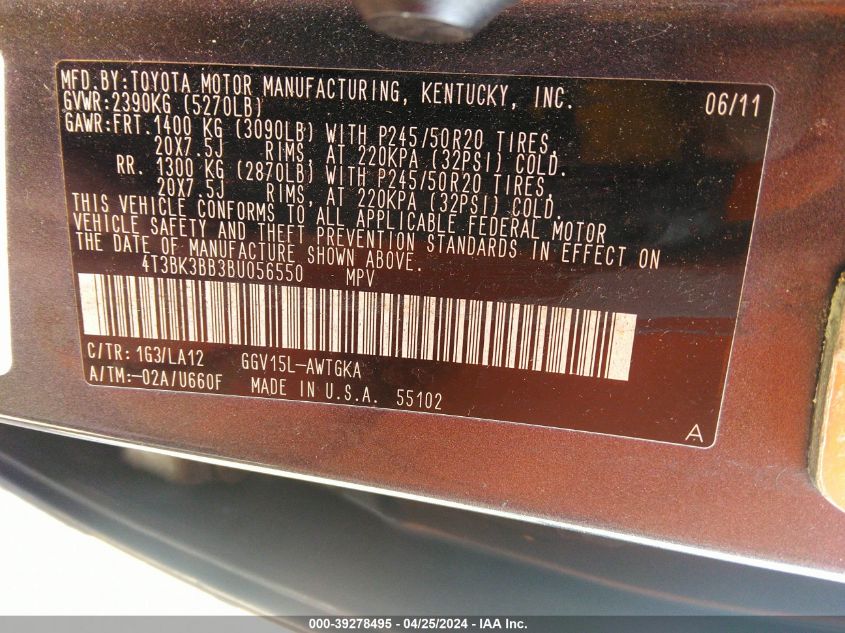 MFD.BY:TOYOTA MOTOR MANUFACTURING, KENTUCKY, INC. 06/11
GVWR:2390KG (5270LB)
GAWR:FRT.1400 KG (3090LB) WITH P245/50R20 TIRES,
20X7.5J RIMS, AT 220KPA (32PSI) COLD.
RR. 1300 KG (2870LB) WITH P245/50R20 TIRES,
20X7.5J RIMS, AT 220KPA (32PSI) COLD.
THIS VEHICLE CONFORMS TO ALL APPLICABLE FEDERAL MOTOR
VEHICLE SAFETY AND THEFT PREVENTION STANDARDS IN EFFECT ON
THE DATE OF MANUFACTURE SHOWN ABOVE.
4T3BK3BB3BU056550 MPV
C/TR:1G3/LA12 GGV15L-AWTGKA
A/TM:-02A/U660F MADE IN U.S.A. 55102
A
000-39278495 - 04/25/2024 - IAA Inc.